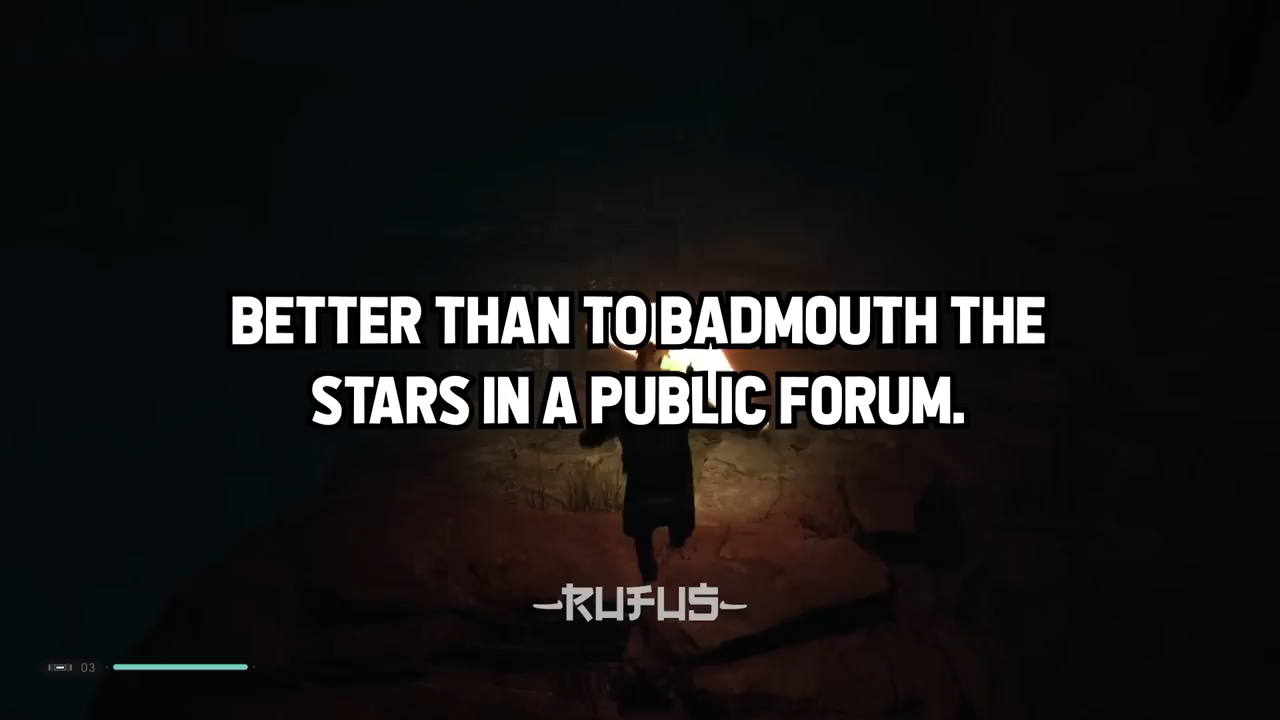 BETTER THAN TO BADMOUTH THE
STARS IN A PUBLIC FORUM.
-RUFUS-
03